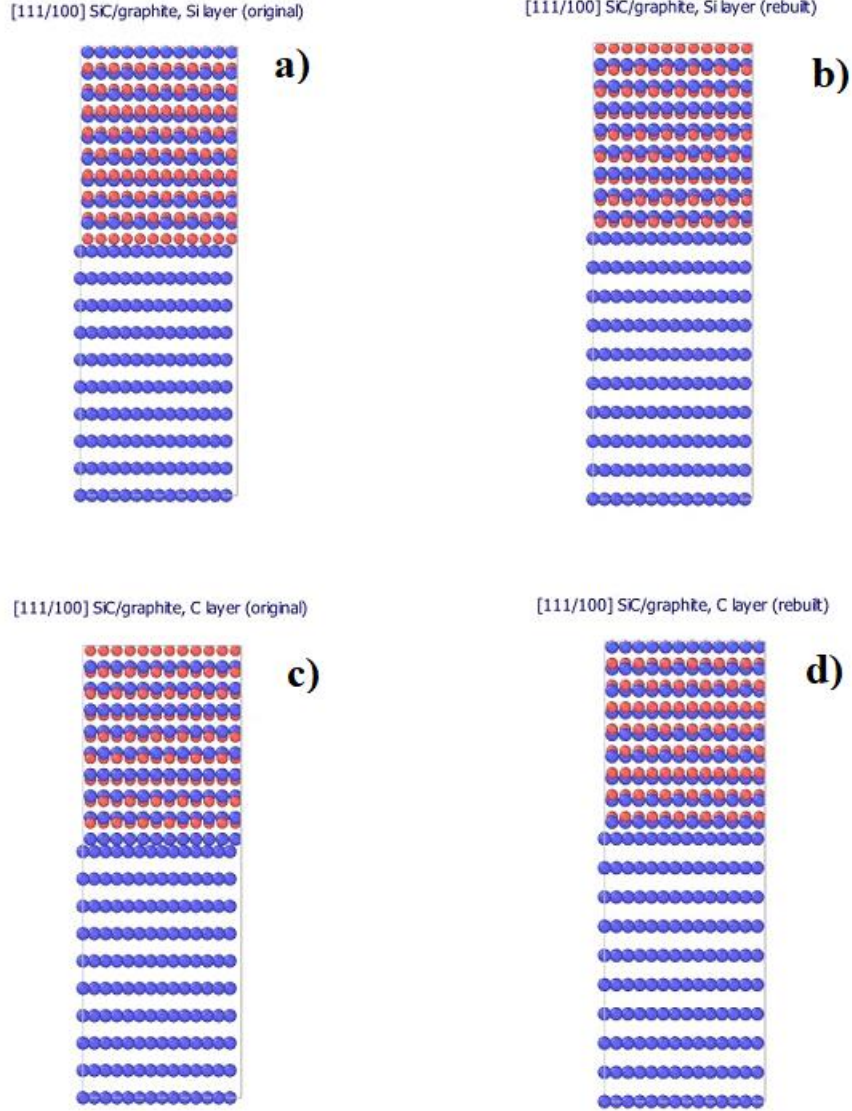 [111/100] SiC/graphite, Si layer (original)
[111/100] SiC/graphite, Si layer (rebuilt)
a)
b)
[111/100] SiC/graphite, C layer (original)
[111/100] SiC/graphite, C layer (rebuilt)
c)
d)